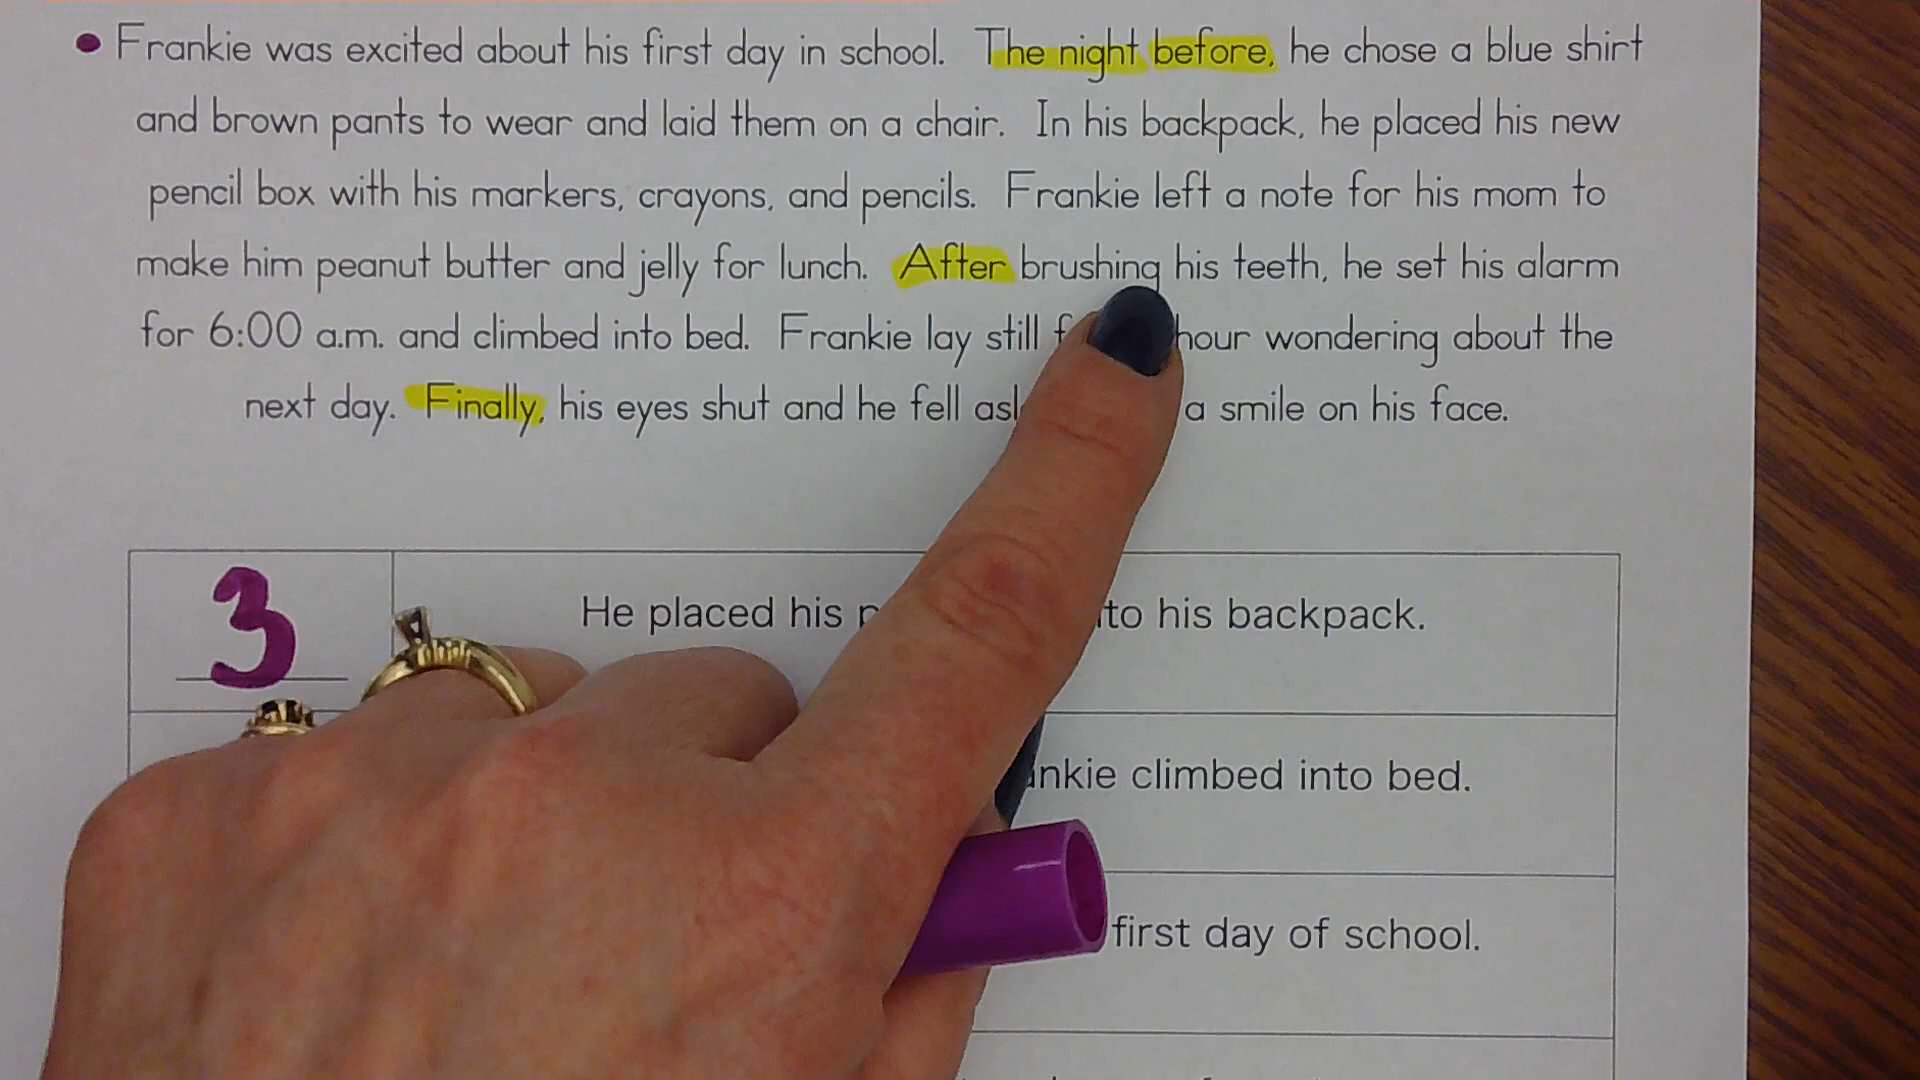 Frankie was excited about his first day in school. The night before, he chose a blue shirt
and brown pants to wear and laid them on a chair. In his backpack, he placed his new
pencil box with his markers, crayons, and pencils. Frankie left a note for his mom to
make him peanut butter and jelly for lunch. After brushing his teeth, he set his alarm
for 6:00 a.m. and climbed into bed. Frankie lay still hour wondering about the
next day. Finally, his eyes shut and he fell a smile on his face.
3 He placed his to his backpack.
climbed into bed.
first day of school.